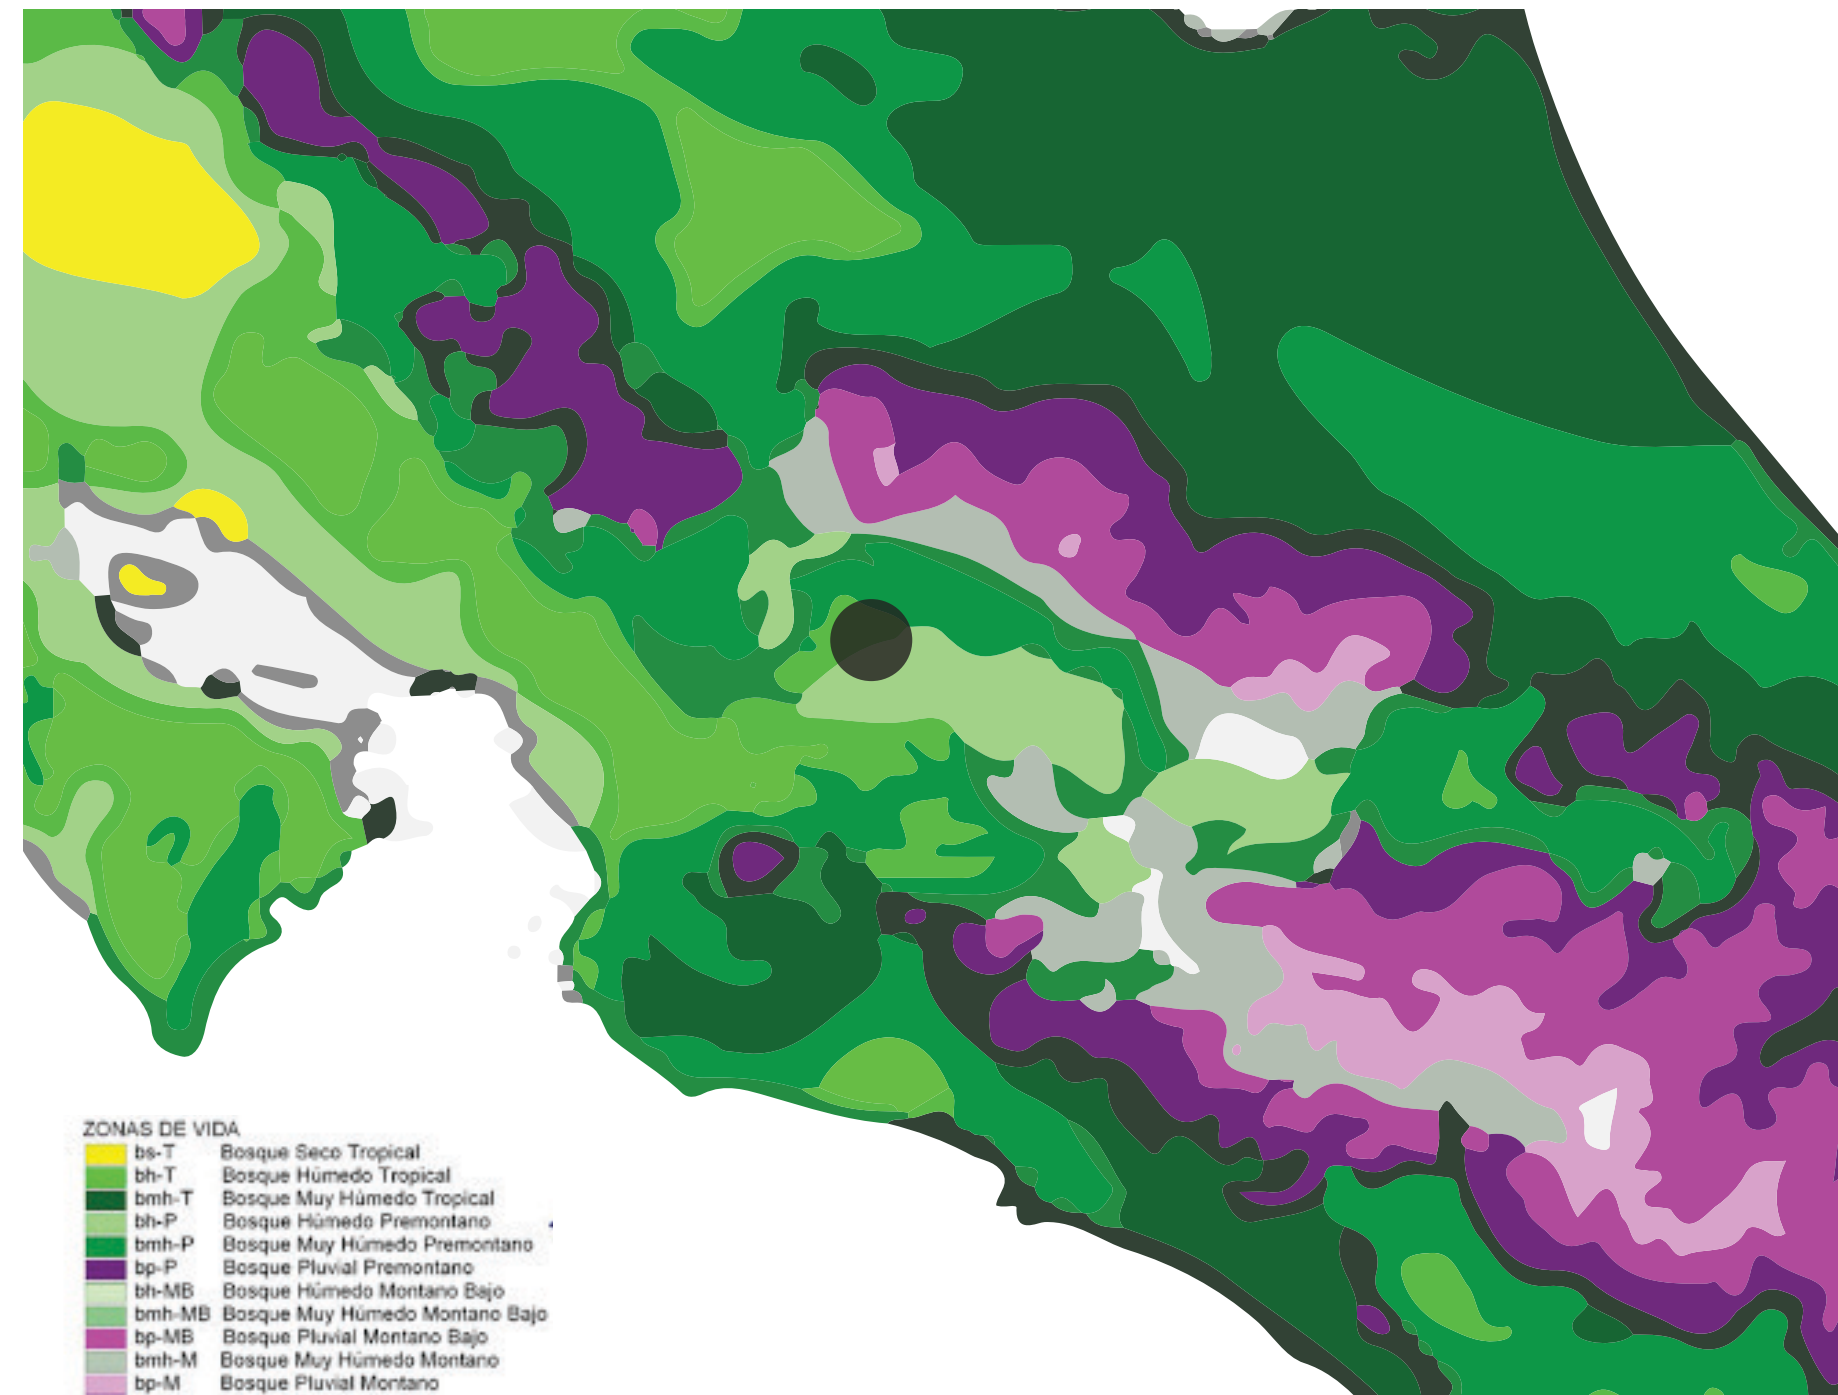 ZONAS DE VIDA
bs-T Bosque Seco Tropical
bh-T Bosque Húmedo Tropical
bmh-T Bosque Muy Húmedo Tropical
bh-P Bosque Húmedo Premontano
bmh-P Bosque Muy Húmedo Premontano
bp-P Bosque Pluvial Premontano
bh-MB Bosque Húmedo Montano Bajo
bmh-MB Bosque Muy Húmedo Montano Bajo
bp-MB Bosque Pluvial Montano Bajo
bmh-M Bosque Muy Húmedo Montano
bp-M Bosque Pluvial Montano